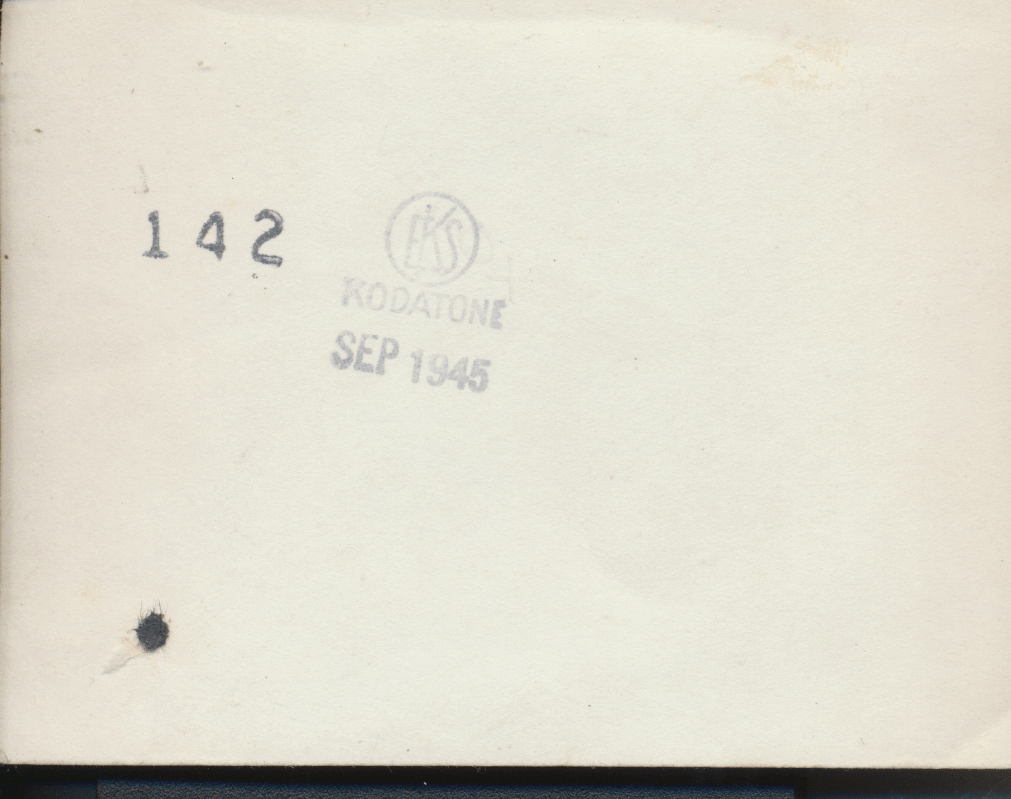 142
EKS
KODATONE
SEP 1945